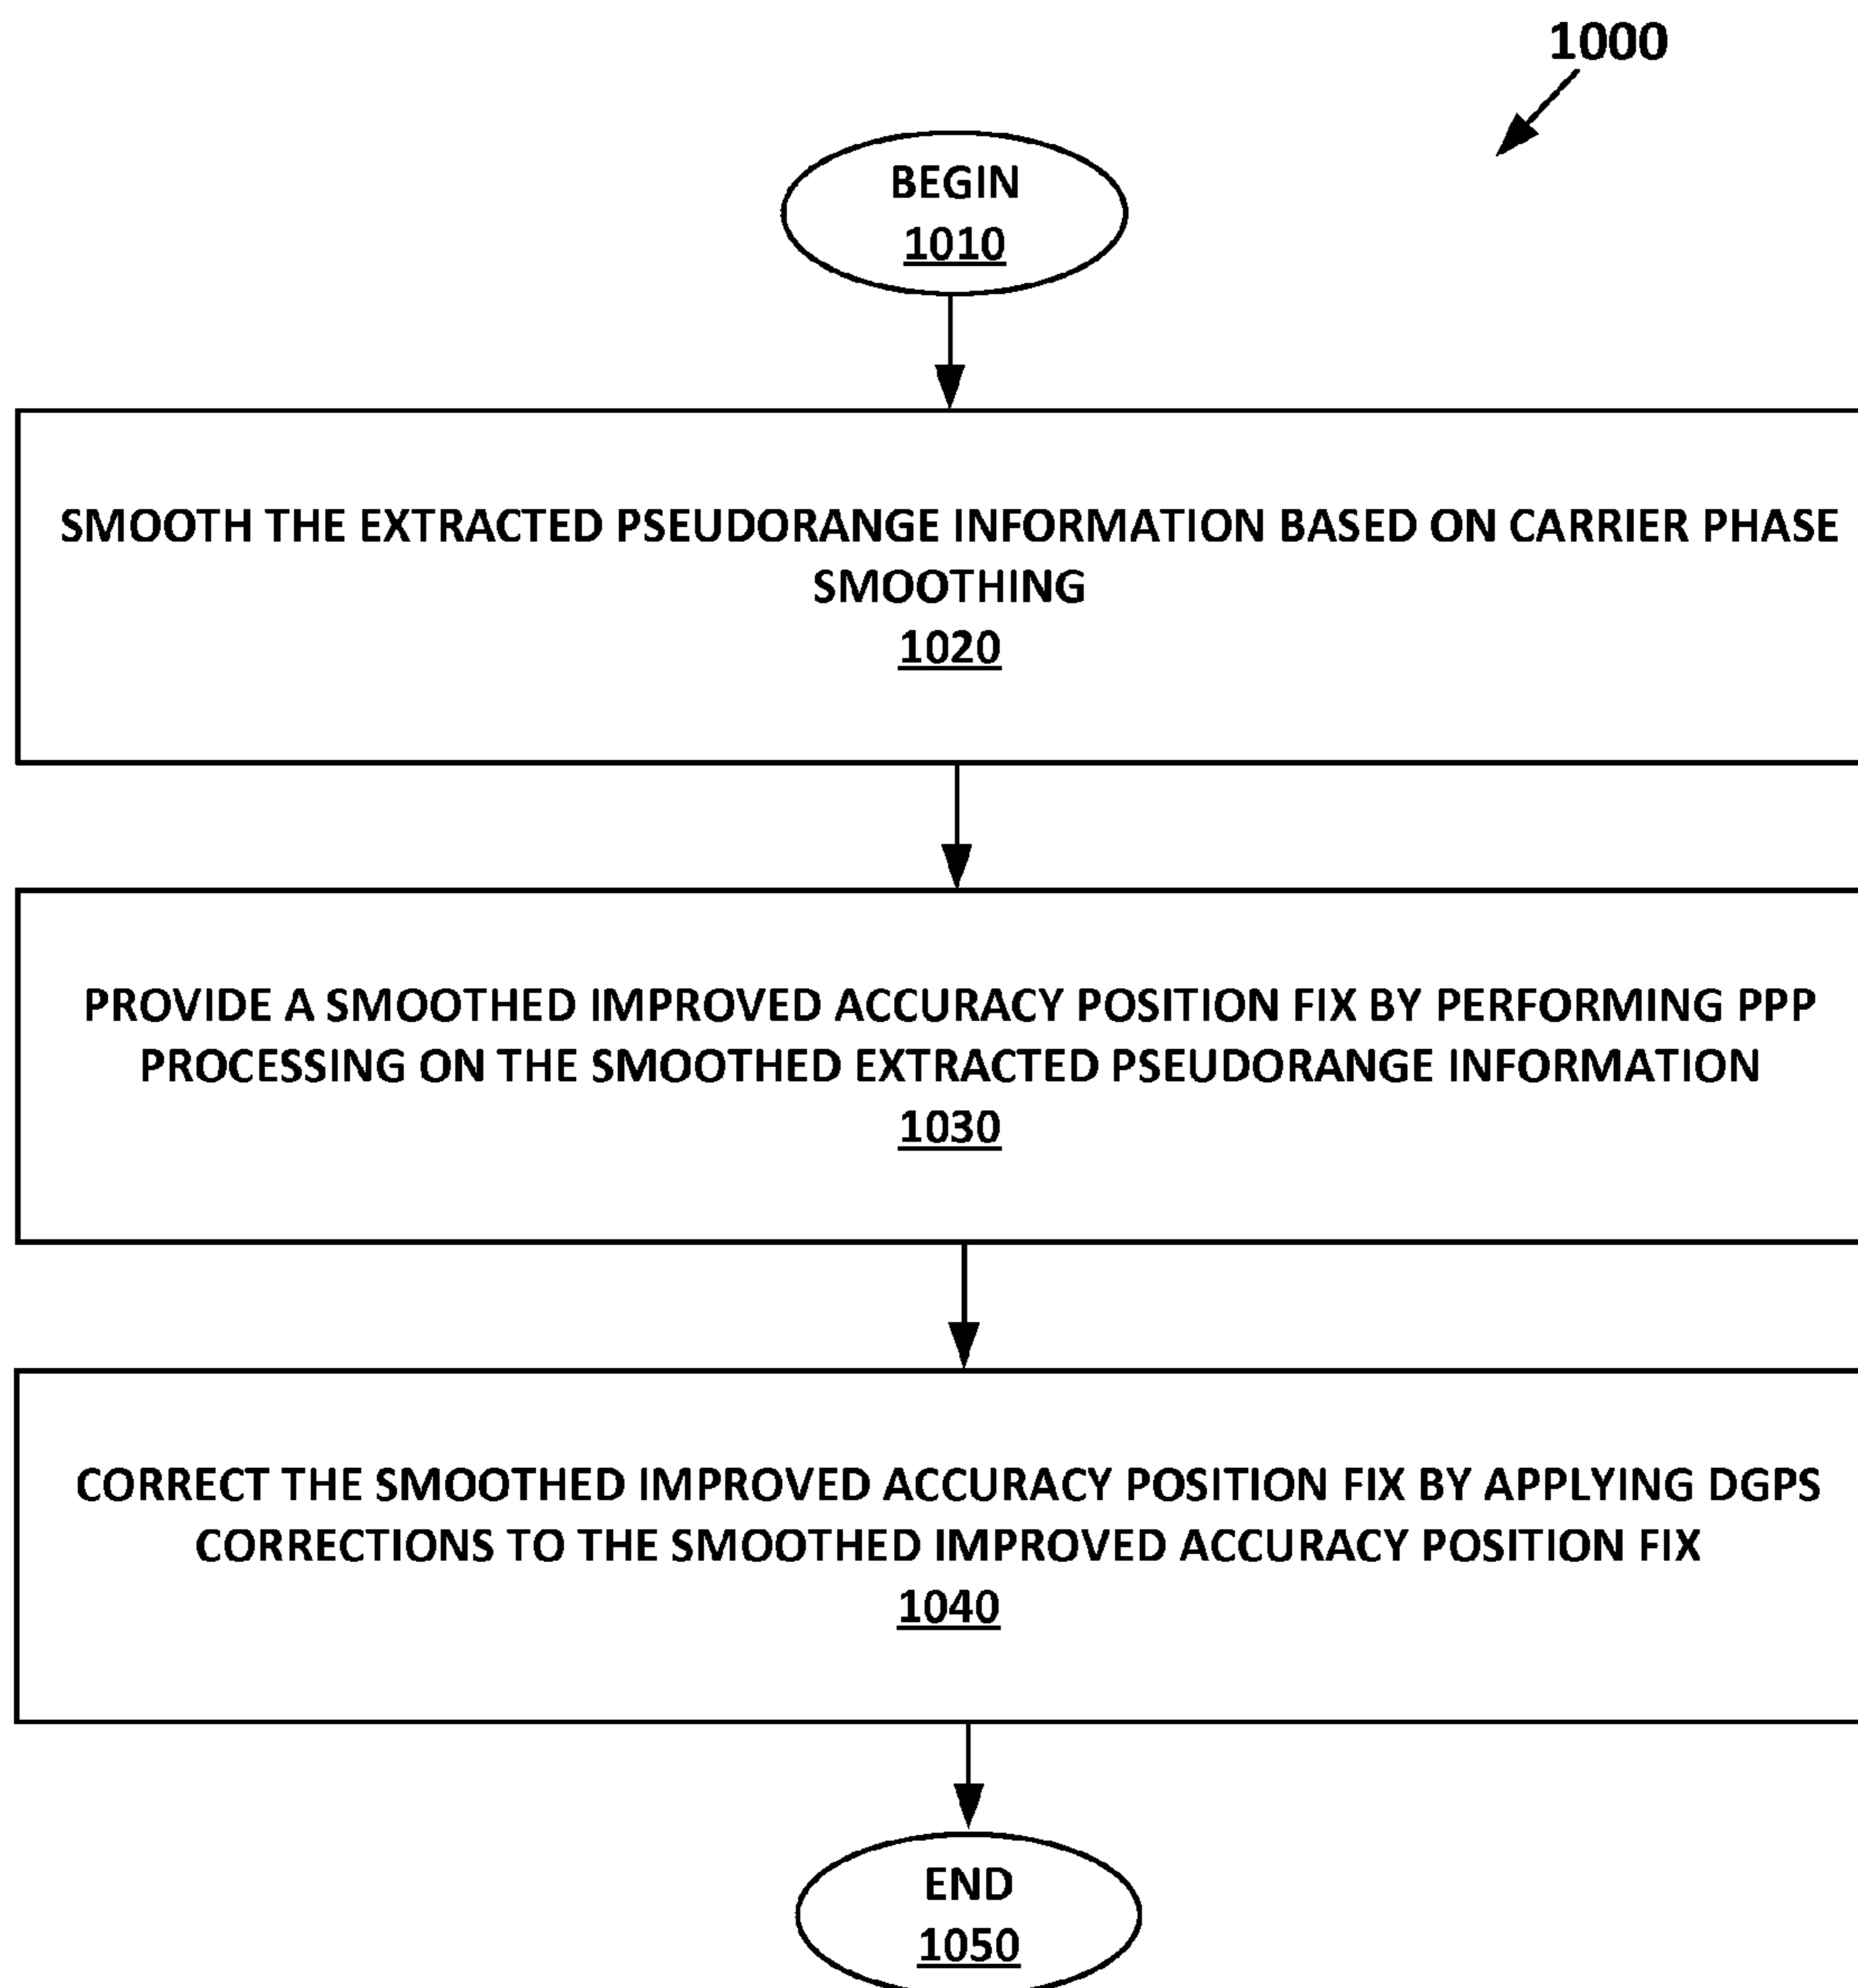 1000
BEGIN
1010
SMOOTH THE EXTRACTED PSEUDORANGE INFORMATION BASED ON CARRIER PHASE
SMOOTHING
1020
PROVIDE A SMOOTHED IMPROVED ACCURACY POSITION FIX BY PERFORMING PPP
PROCESSING ON THE SMOOTHED EXTRACTED PSEUDORANGE INFORMATION
1030
CORRECT THE SMOOTHED IMPROVED ACCURACY POSITION FIX BY APPLYING DGPS
CORRECTIONS TO THE SMOOTHED IMPROVED ACCURACY POSITION FIX
1040
END
1050